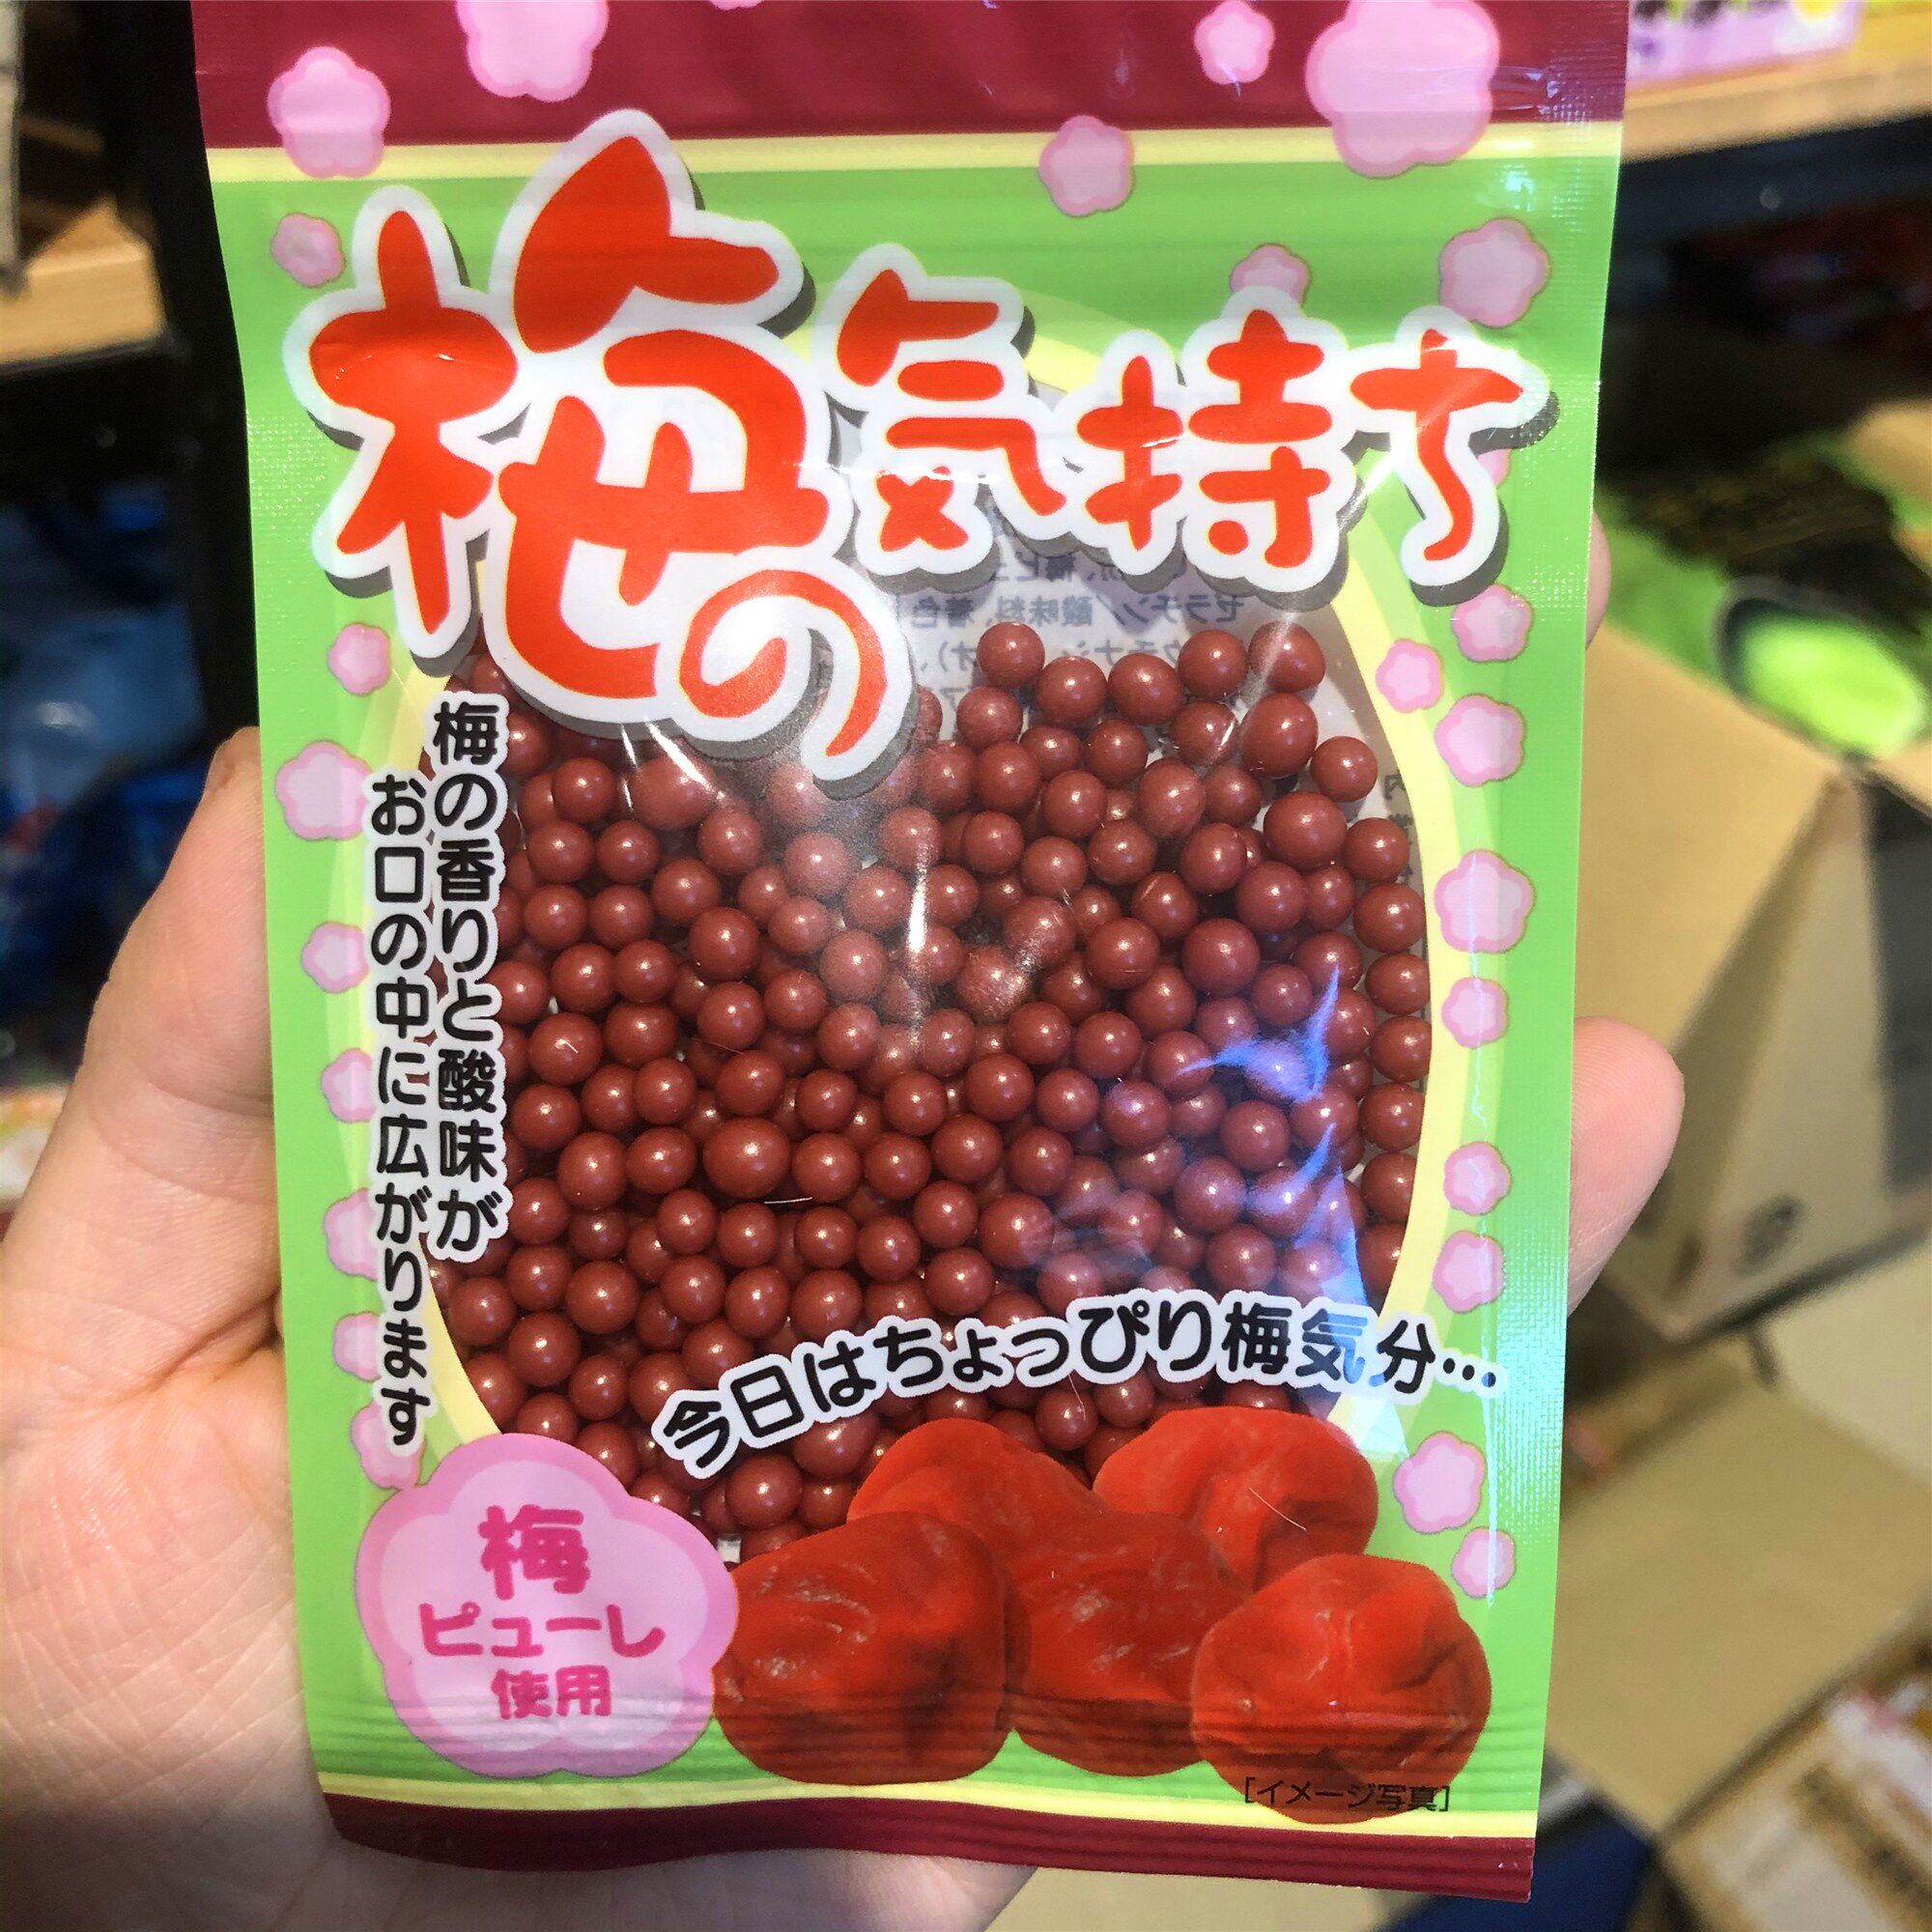 梅の気持ち
梅の香りと酸味が
お口の中に広がります
今日はちょっぴり梅気分…
梅
ピューレ
使用
[イメージ写真]